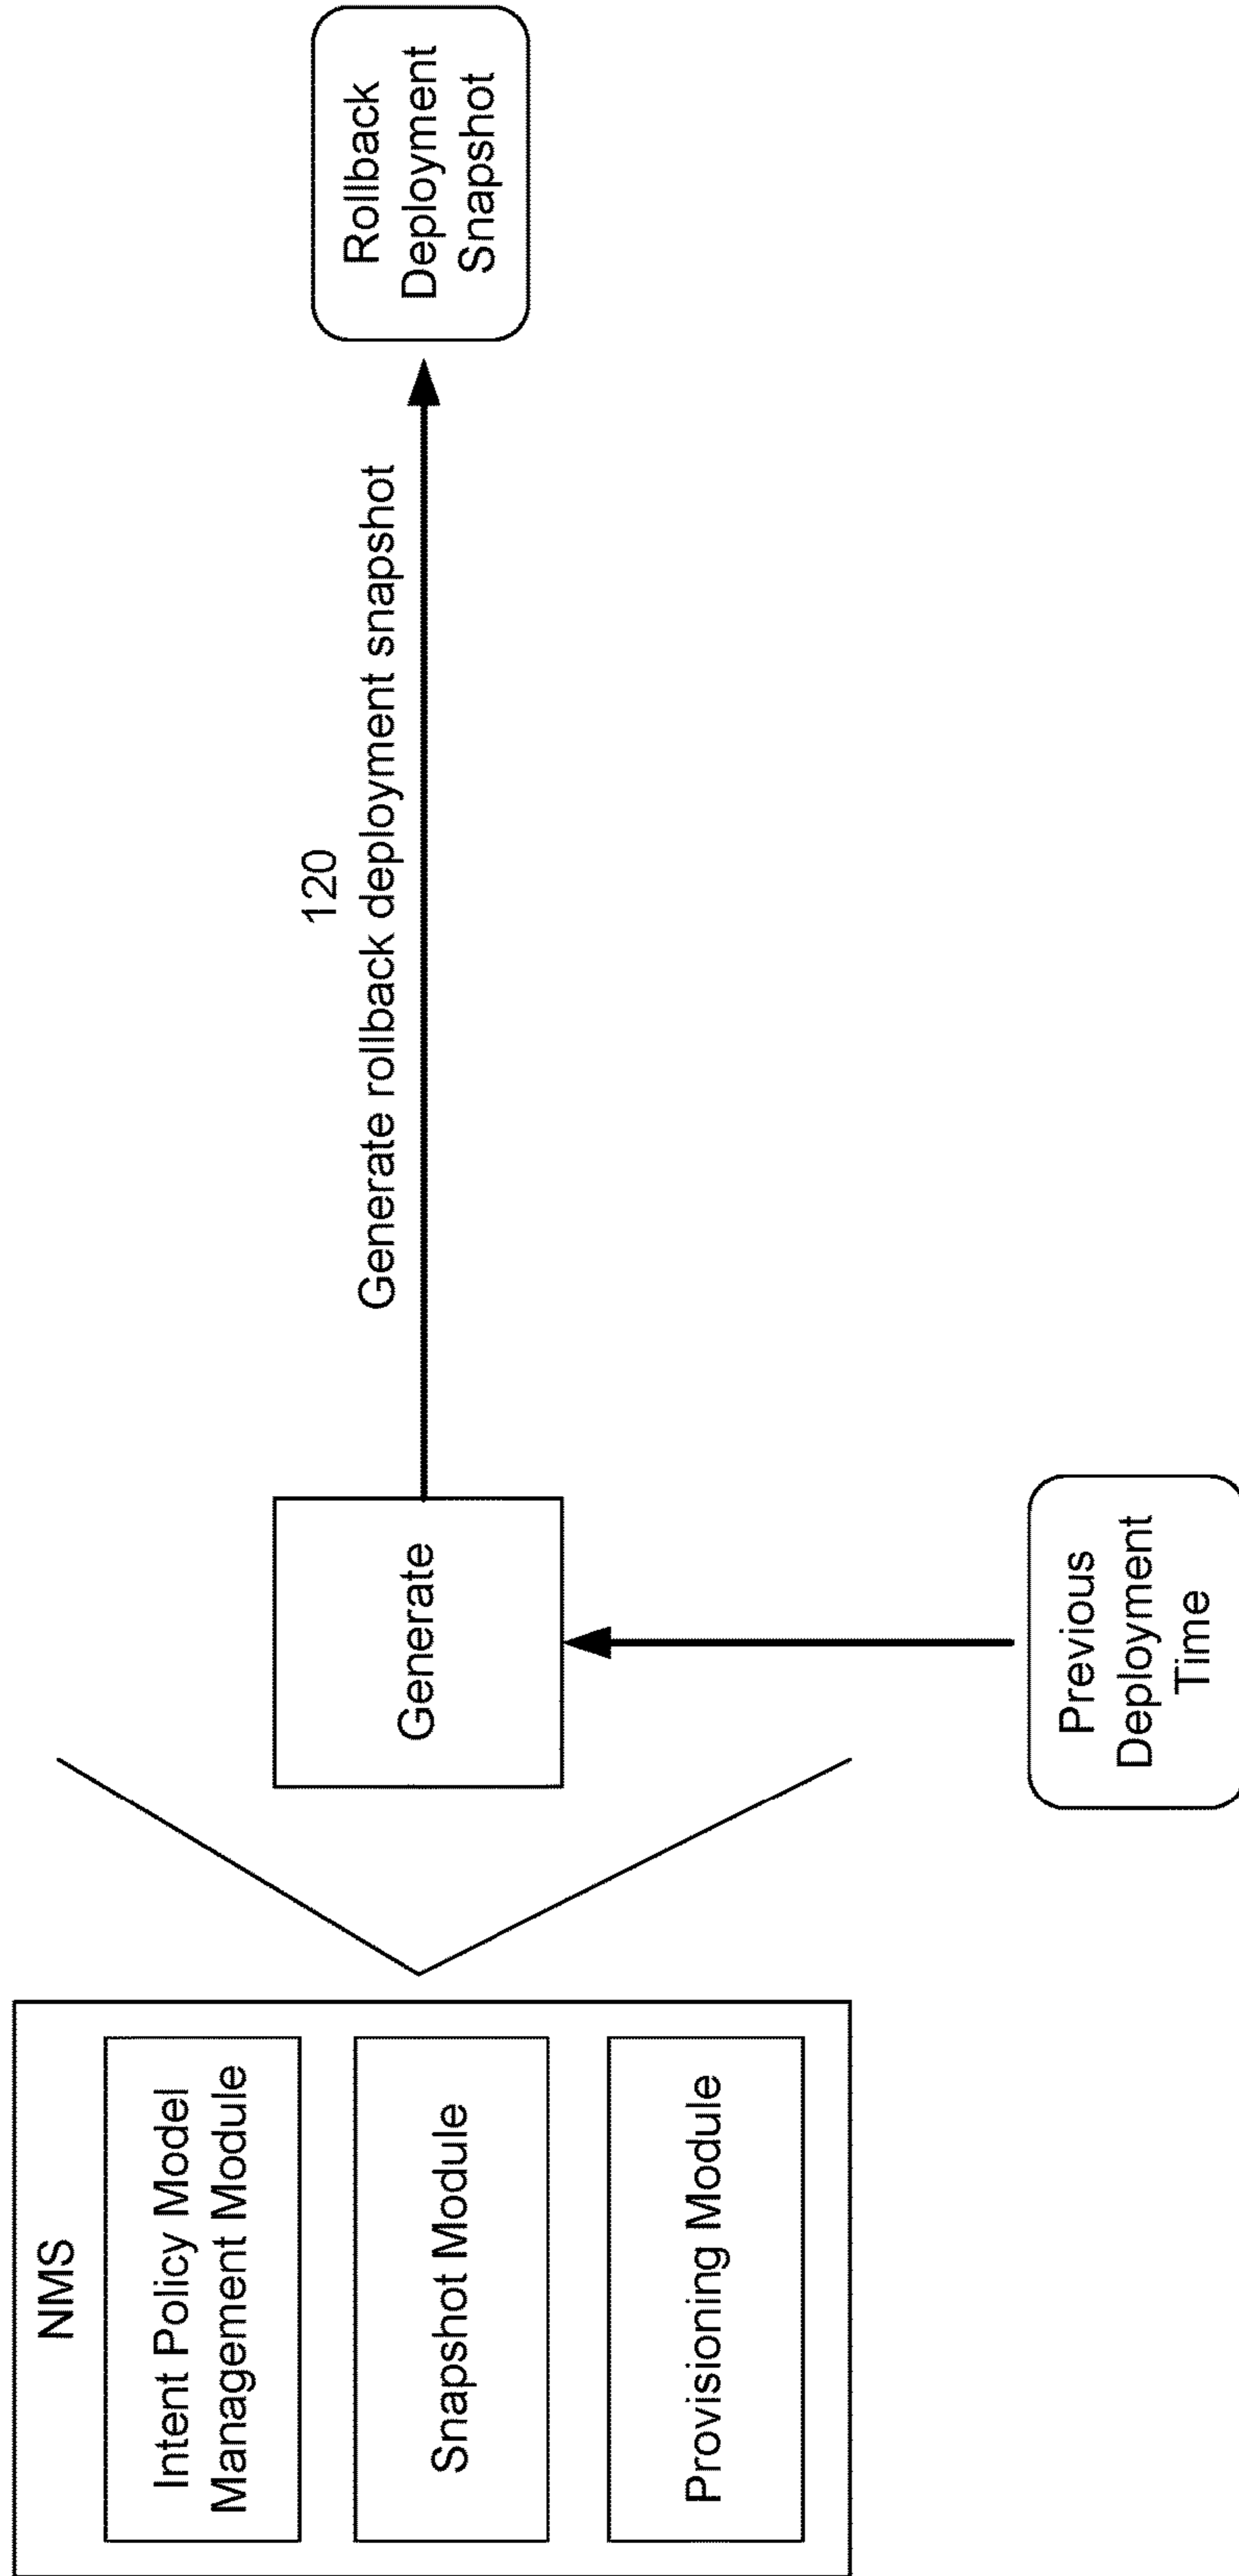 NMS
Intent Policy Model
Management Module
Snapshot Module
Provisioning Module
Generate
Previous
Deployment
Time
120
Generate rollback deployment snapshot
Rollback
Deployment
Snapshot